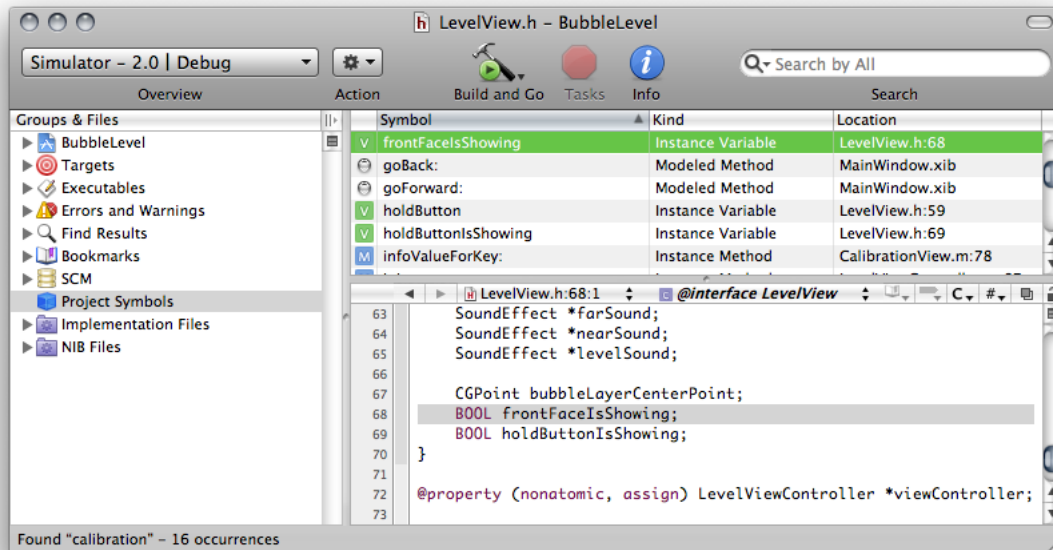 LevelView.h – BubbleLevel
Simulator – 2.0 | Debug
Search by All
Overview
Action
Build and Go
Tasks
Info
Search
Groups & Files
BubbleLevel
Targets
Executables
Errors and Warnings
Find Results
Bookmarks
SCM
Project Symbols
Implementation Files
NIB Files
Symbol Kind Location
V frontFaceIsShowing Instance Variable LevelView.h:68
goBack: Modeled Method MainWindow.xib
goForward: Modeled Method MainWindow.xib
V holdButton Instance Variable LevelView.h:59
V holdButtonIsShowing Instance Variable LevelView.h:69
M infoValueForKey: Instance Method CalibrationView.m:78
LevelView.h:68:1 @interface LevelView C #
63 SoundEffect *farSound;
64 SoundEffect *nearSound;
65 SoundEffect *levelSound;
66
67 CGPoint bubbleLayerCenterPoint;
68 BOOL frontFaceIsShowing;
69 BOOL holdButtonIsShowing;
70 }
71
72 @property (nonatomic, assign) LevelViewController *viewController;
73
Found “calibration” – 16 occurrences